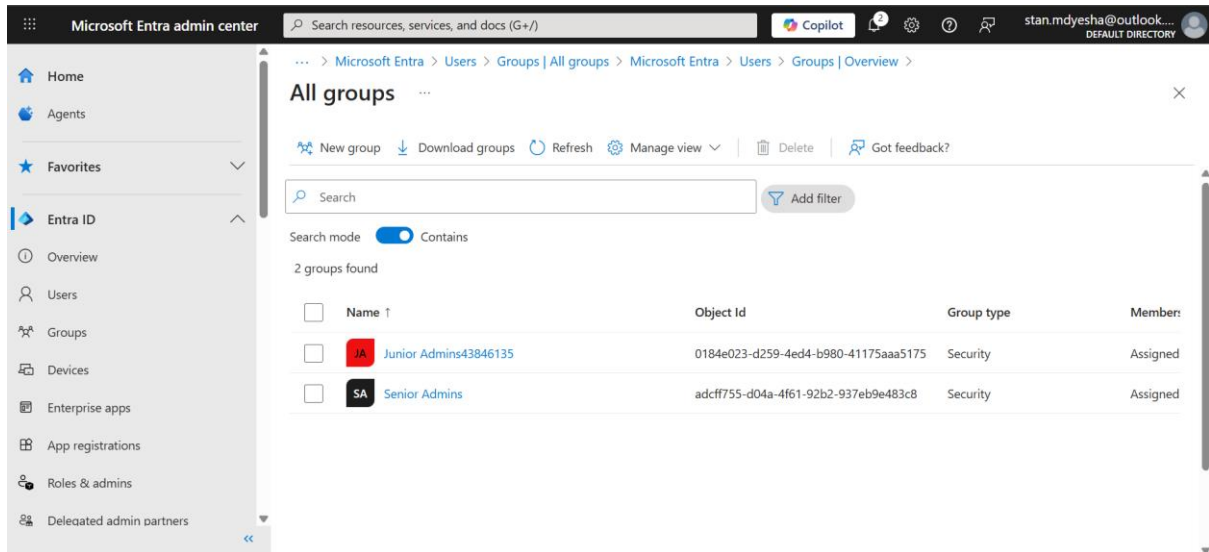 Microsoft Entra admin center
Search resources, services, and docs (G+/)
Copilot
2
stan.mdyesha@outlook....
DEFAULT DIRECTORY
Home
Agents
Favorites
Entra ID
Overview
Users
Groups
Devices
Enterprise apps
App registrations
Roles & admins
Delegated admin partners
«
... > Microsoft Entra > Users > Groups | All groups > Microsoft Entra > Users > Groups | Overview >
All groups ...
New group Download groups Refresh Manage view Delete Got feedback?
Search Add filter
Search mode Contains
2 groups found
Name ↑ Object Id Group type Members
JA Junior Admins43846135 0184e023-d259-4ed4-b980-41175aaa5175 Security Assigned
SA Senior Admins adcff755-d04a-4f61-92b2-937eb9e483c8 Security Assigned